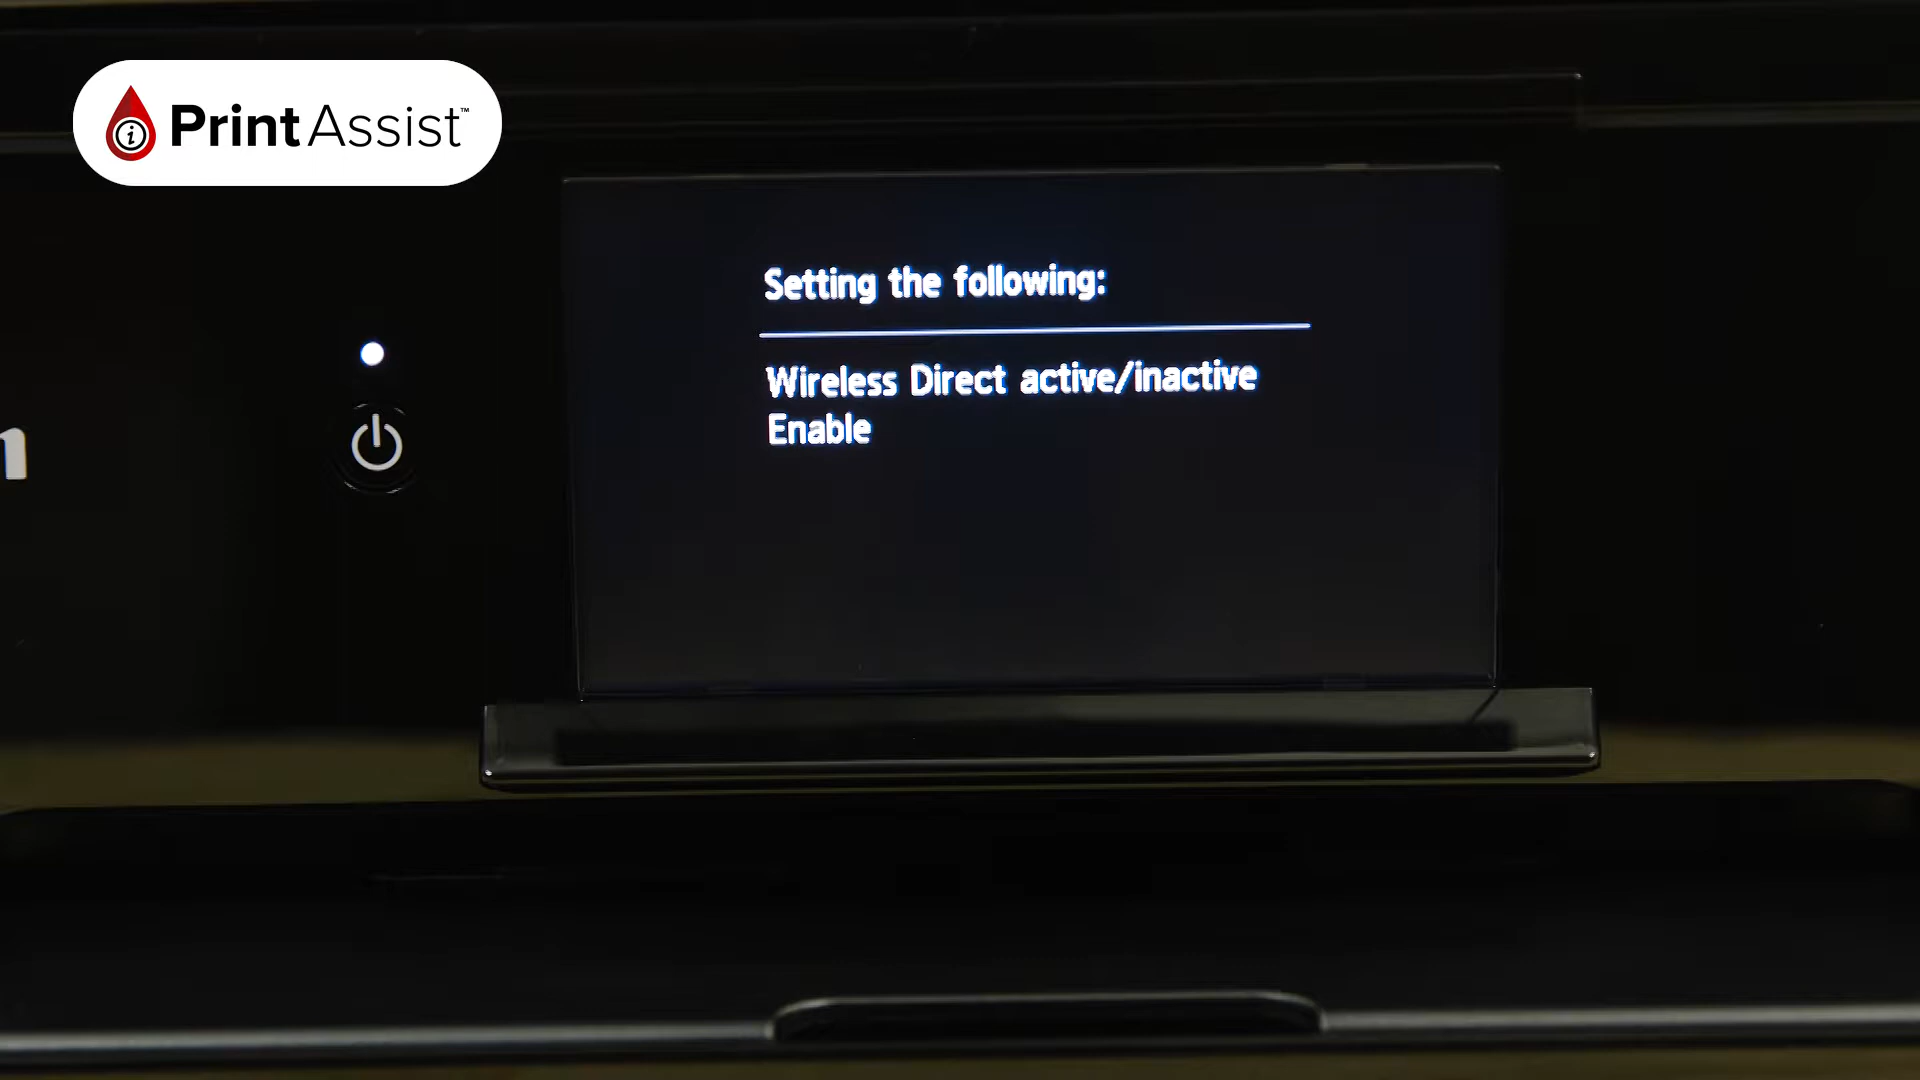 Print Assist™
Setting the following:
Wireless Direct active/inactive
Enable
n